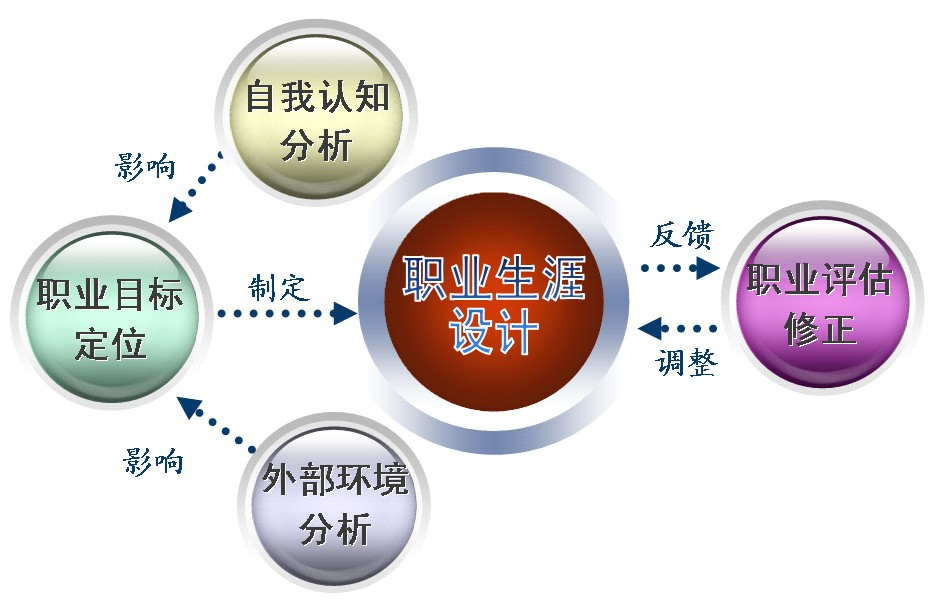 自我认知
分析
影响
职业目标
定位
制定
职业生涯
设计
反馈
职业评估
修正
调整
影响
外部环境
分析